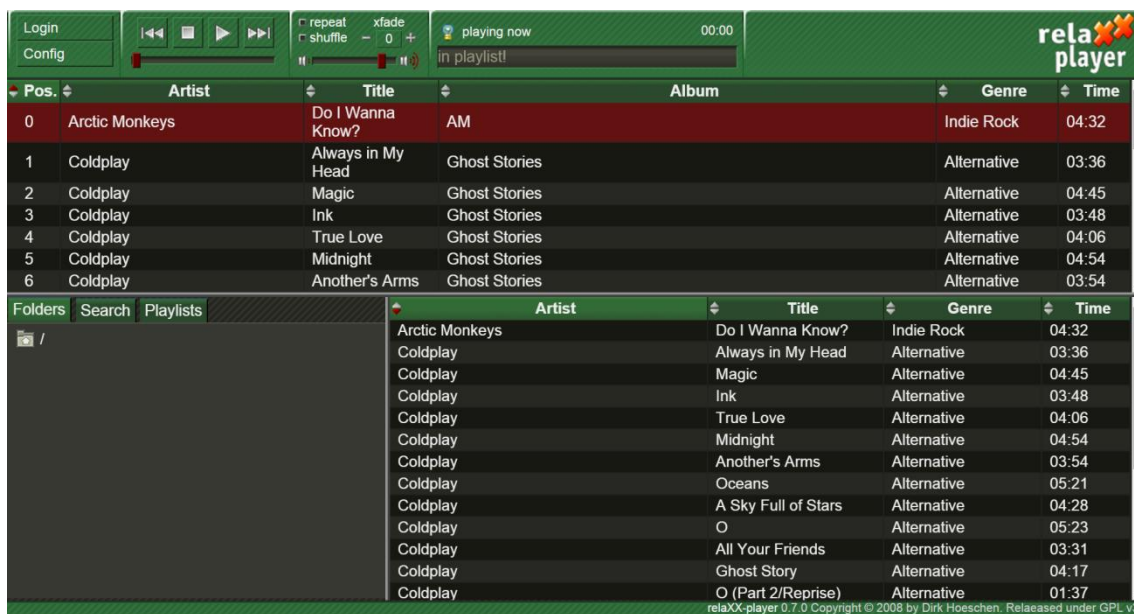 Login
Config
repeat xfade
shuffle − 0 +
playing now 00:00
in playlist!
relaxx
player
Pos. Artist Title Album Genre Time
0 Arctic Monkeys Do I Wanna Know? AM Indie Rock 04:32
1 Coldplay Always in My Head Ghost Stories Alternative 03:36
2 Coldplay Magic Ghost Stories Alternative 04:45
3 Coldplay Ink Ghost Stories Alternative 03:48
4 Coldplay True Love Ghost Stories Alternative 04:06
5 Coldplay Midnight Ghost Stories Alternative 04:54
6 Coldplay Another's Arms Ghost Stories Alternative 03:54
Folders Search Playlists
/
Artist Title Genre Time
Arctic Monkeys Do I Wanna Know? Indie Rock 04:32
Coldplay Always in My Head Alternative 03:36
Coldplay Magic Alternative 04:45
Coldplay Ink Alternative 03:48
Coldplay True Love Alternative 04:06
Coldplay Midnight Alternative 04:54
Coldplay Another's Arms Alternative 03:54
Coldplay Oceans Alternative 05:21
Coldplay A Sky Full of Stars Alternative 04:28
Coldplay O Alternative 05:23
Coldplay All Your Friends Alternative 03:31
Coldplay Ghost Story Alternative 04:17
Coldplay O (Part 2/Reprise) Alternative 01:37
relaXX-player 0.7.0 Copyright © 2008 by Dirk Hoeschen. Relaeased under GPL v